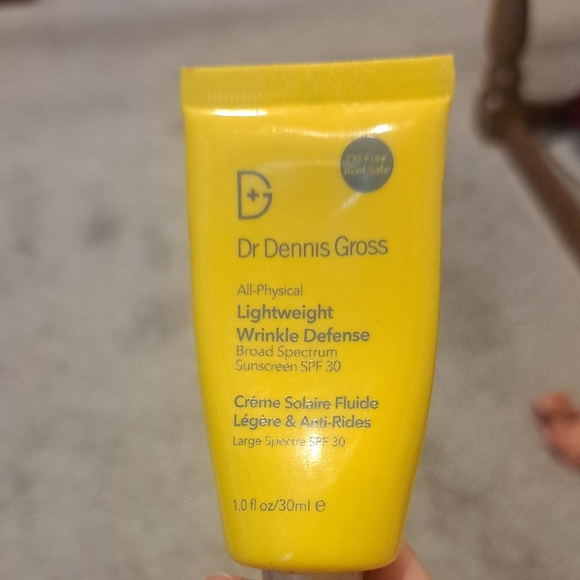 Oil-Free
Reef Safe
DG
Dr Dennis Gross
All-Physical
Lightweight
Wrinkle Defense
Broad Spectrum
Sunscreen SPF 30
Crème Solaire Fluide
Légère & Anti-Rides
Large Spectre SPF 30
1.0 fl oz/30ml ℮